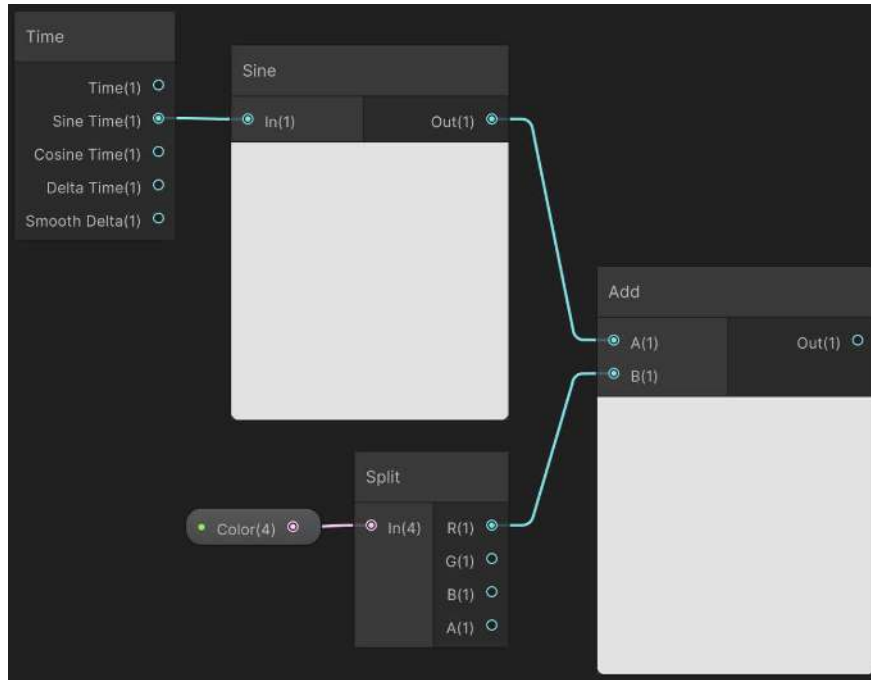 Time
Time(1)
Sine Time(1)
Cosine Time(1)
Delta Time(1)
Smooth Delta(1)
Sine
In(1)
Out(1)
Add
A(1)
Out(1)
B(1)
Split
Color(4)
In(4)
R(1)
G(1)
B(1)
A(1)